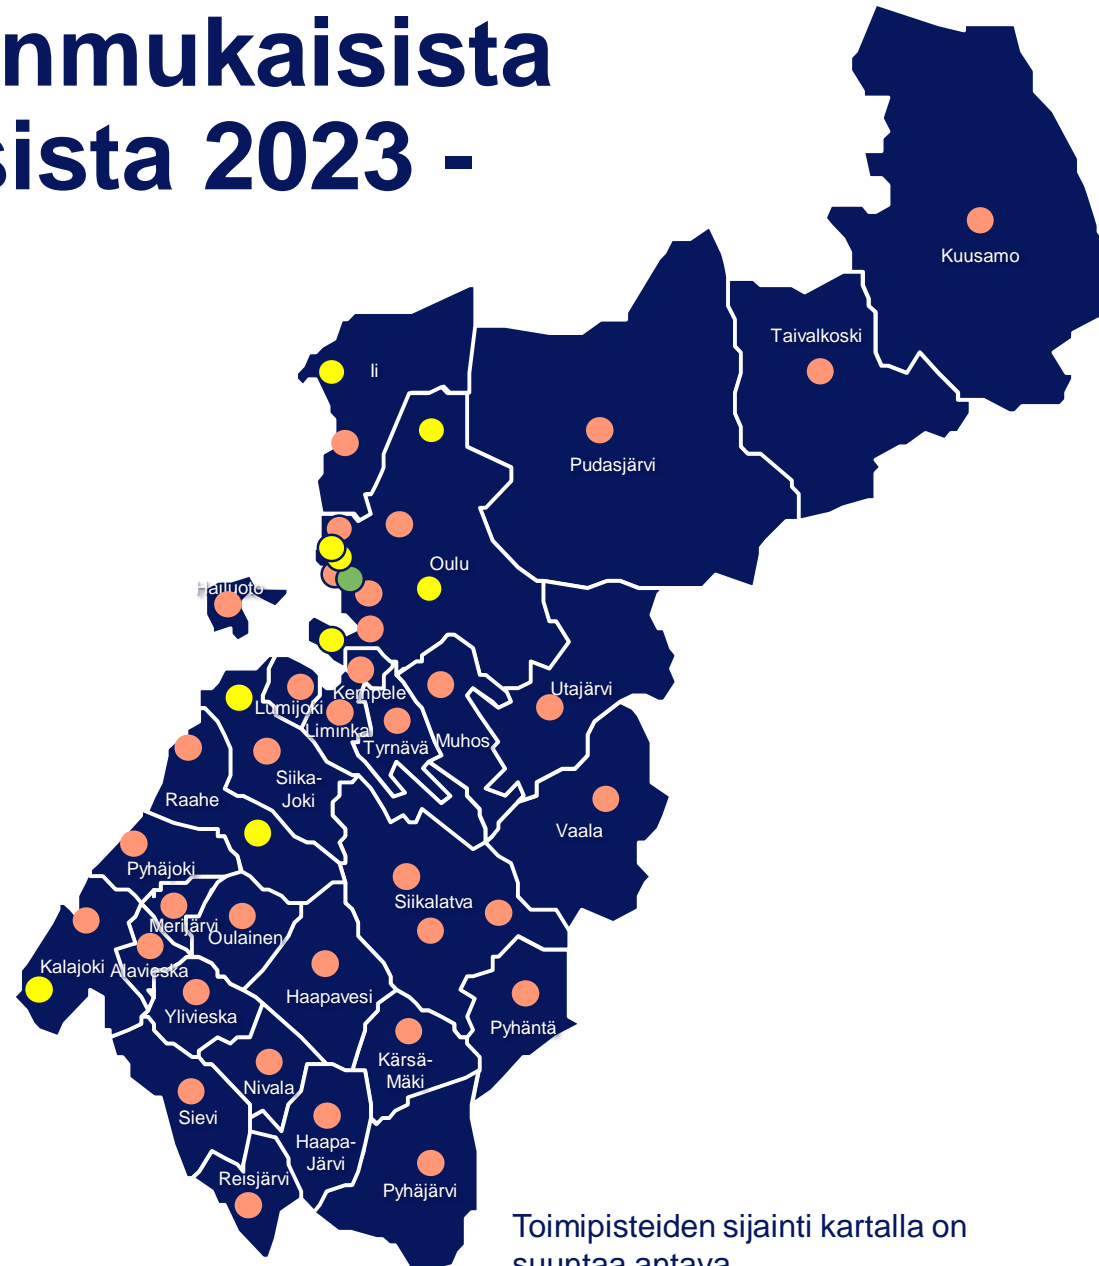 nmukaisista
sista 2023 -
Kuusamo
Taivalkoski
Ii
Pudasjärvi
Oulu
Hailuoto
Utajärvi
Kempele
Lumijoki
Liminka
Tyrnävä
Muhos
Siika-
Joki
Raahe
Vaala
Pyhäjoki
Siikalatva
Merijärvi
Oulainen
Kalajoki
Alavieska
Haapavesi
Ylivieska
Pyhäntä
Kärsä-
Mäki
Nivala
Sievi
Haapa-
Järvi
Reisjärvi
Pyhäjärvi
Toimipisteiden sijainti kartalla on
suuntaa antava